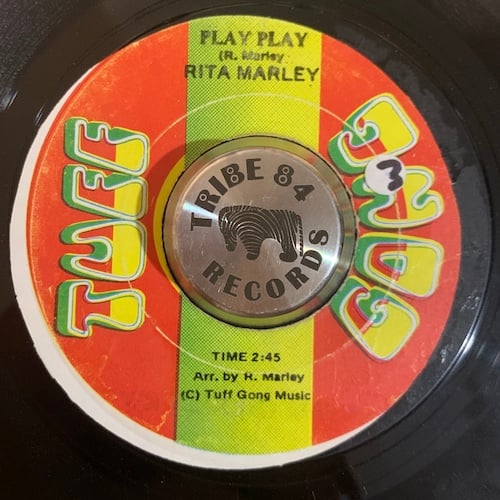 PLAY PLAY
(R. Marley)
RITA MARLEY
TUFF
GONG
M
TRIBE 84
RECORDS
TIME 2:45
Arr. by R. Marley
(C) Tuff Gong Music